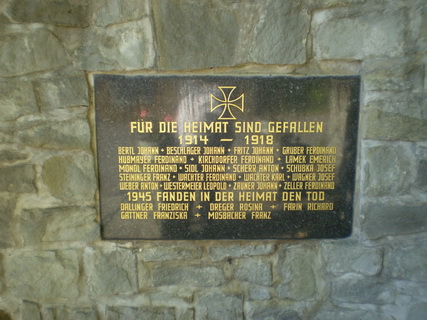 FÜR DIE HEIMAT SIND GEFALLEN
1914 — 1918
BERTL JOHANN + BESCHLAGER JOHANN + FRITZ JOHANN + GRUBER FERDINAND
HUBMAYER FERDINAND + KIRCHDORFER FERDINAND + LAMEK EMERICH
MONDL FRANZ + SIDL JOHANN + SCHERR ANTON + SCHUBKA JOSEF
STEININGER FRANZ + WACHTER FERDINAND + WACHTER KARL + WAGNER JOSEF
WEBER ANTON + WESTERMEIER LEOPOLD + ZAUNER JOHANN + ZELLER FERDINAND
1945 FANDEN IN DER HEIMAT DEN TOD
DALLINGER FRIEDRICH + DREGER ROSINA + FARIN RICHARD
GATTNER FRANZISKA + MOSBACHER FRANZ